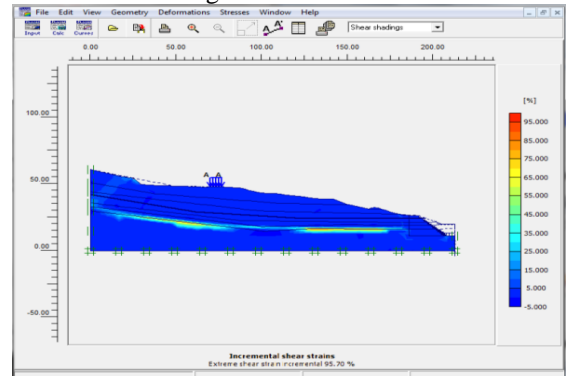 File Edit View Geometry Deformations Stresses Window Help
Input Calc Curves
Shear shadings
0.00 50.00 100.00 150.00 200.00
[%]
100.00
50.00
0.00
-50.00
A A
95.000
85.000
75.000
65.000
55.000
45.000
35.000
25.000
15.000
5.000
-5.000
Incremental shear strains
Extreme shear strain incremental 95.70 %